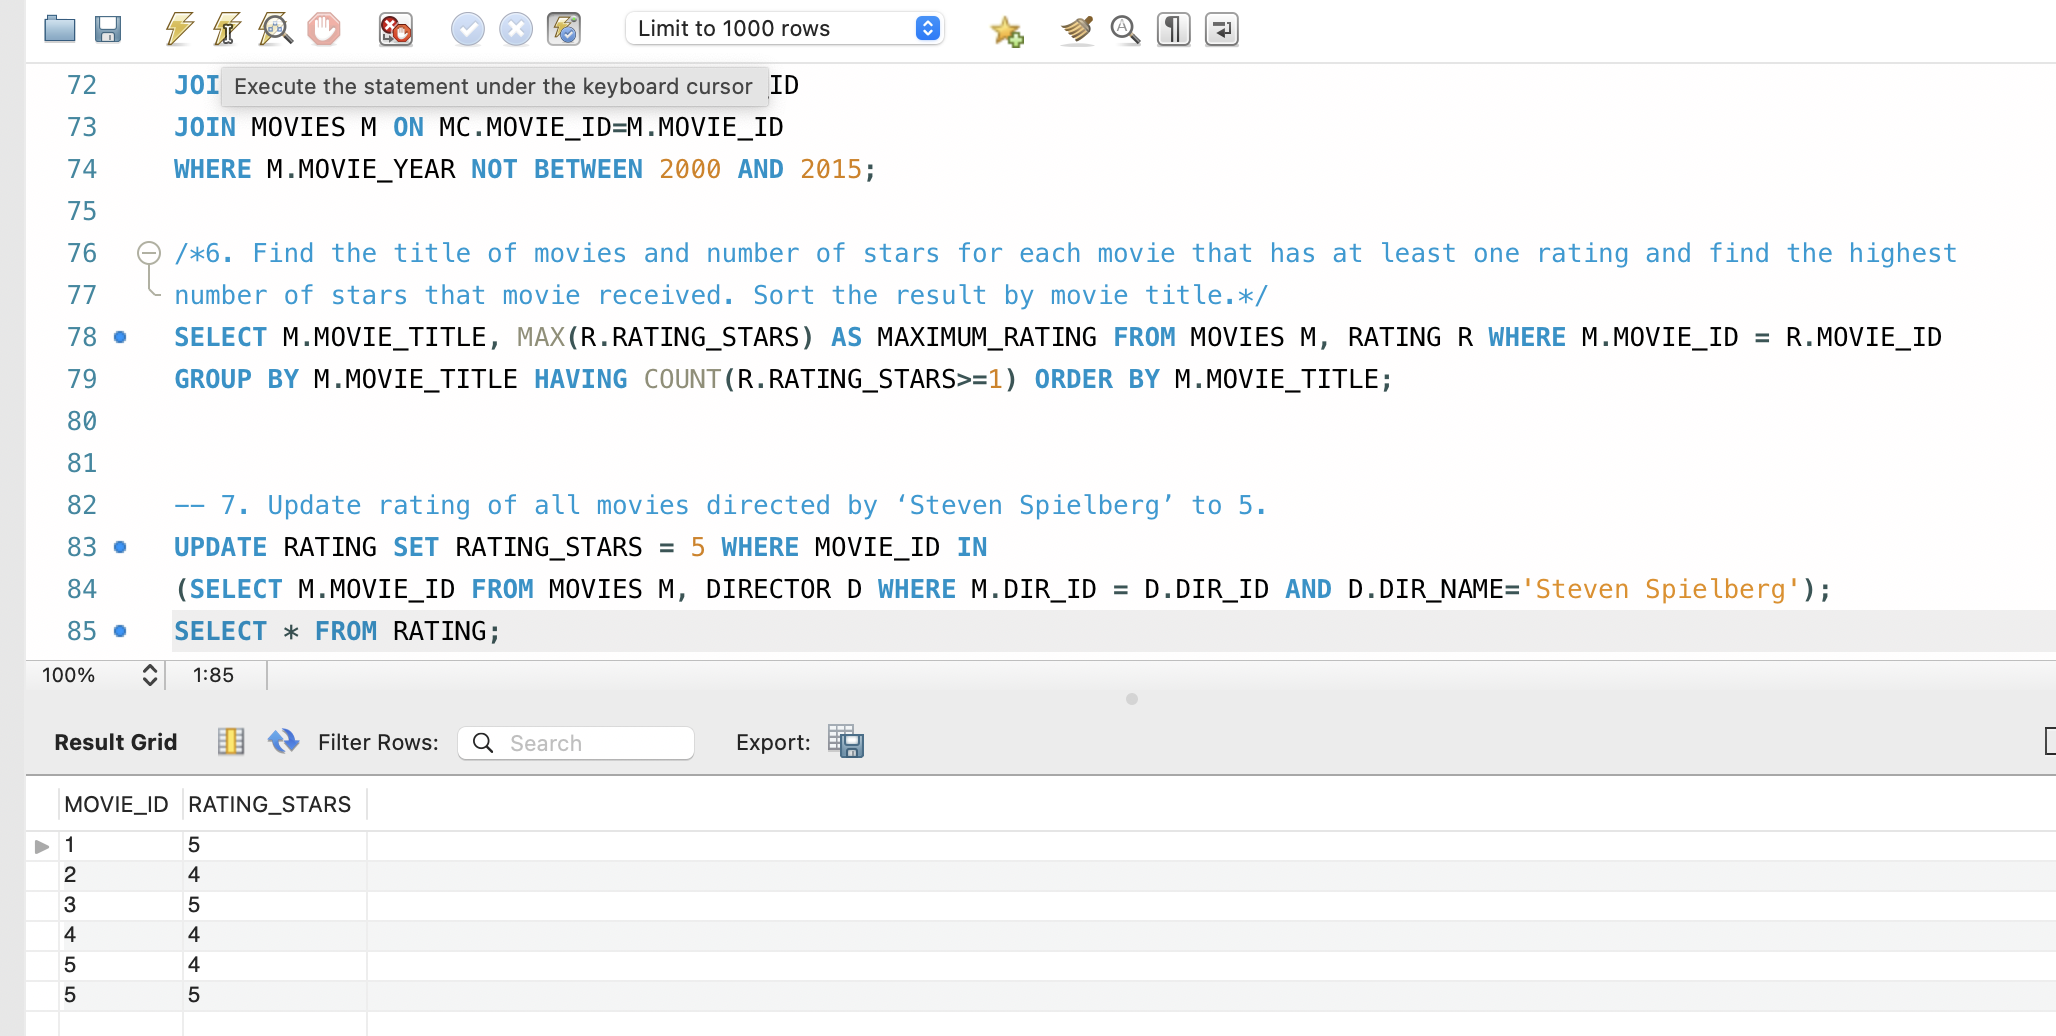 Limit to 1000 rows
72 JOI Execute the statement under the keyboard cursor _ID
73 JOIN MOVIES M ON MC.MOVIE_ID=M.MOVIE_ID
74 WHERE M.MOVIE_YEAR NOT BETWEEN 2000 AND 2015;
75
76 /*6. Find the title of movies and number of stars for each movie that has at least one rating and find the highest
77 number of stars that movie received. Sort the result by movie title.*/
78 SELECT M.MOVIE_TITLE, MAX(R.RATING_STARS) AS MAXIMUM_RATING FROM MOVIES M, RATING R WHERE M.MOVIE_ID = R.MOVIE_ID
79 GROUP BY M.MOVIE_TITLE HAVING COUNT(R.RATING_STARS>=1) ORDER BY M.MOVIE_TITLE;
80
81
82 -- 7. Update rating of all movies directed by ‘Steven Spielberg’ to 5.
83 UPDATE RATING SET RATING_STARS = 5 WHERE MOVIE_ID IN
84 (SELECT M.MOVIE_ID FROM MOVIES M, DIRECTOR D WHERE M.DIR_ID = D.DIR_ID AND D.DIR_NAME='Steven Spielberg');
85 SELECT * FROM RATING;
100% 1:85
Result Grid Filter Rows: Search Export:
MOVIE_ID RATING_STARS
1 5
2 4
3 5
4 4
5 4
5 5